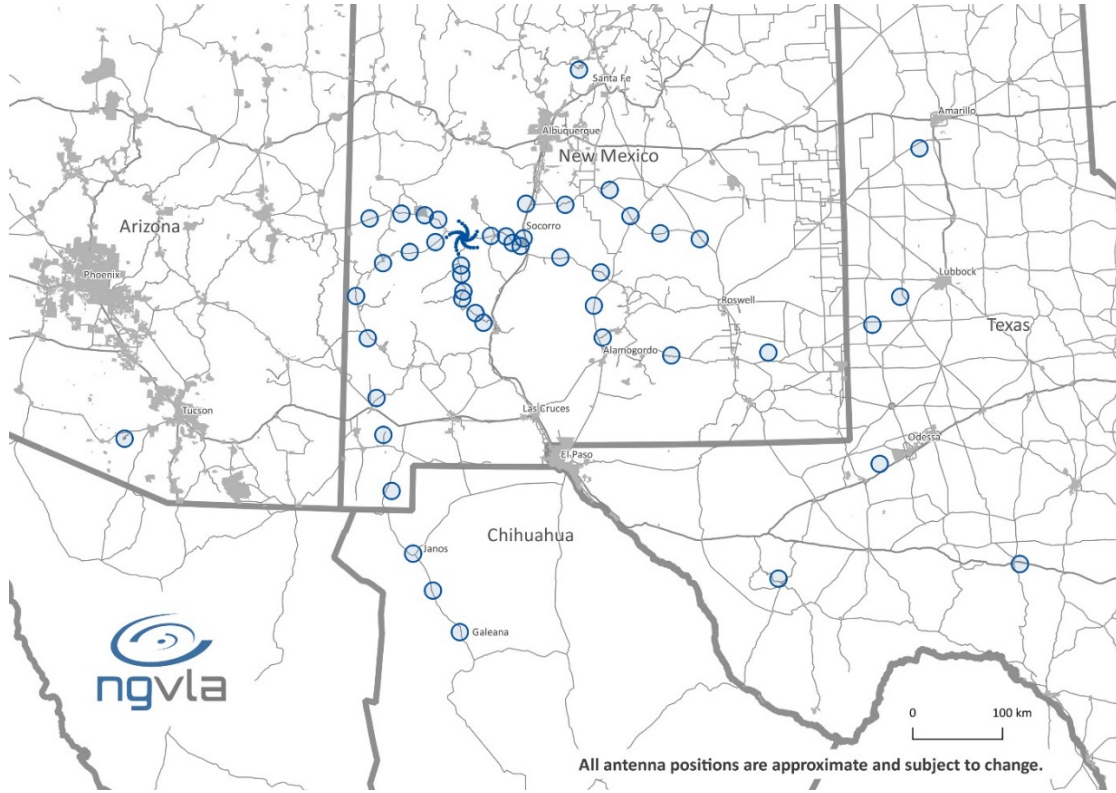 Santa Fe
Amarillo
Albuquerque
New Mexico
Arizona
Socorro
Phoenix
Lubbock
Roswell
Texas
Alamogordo
Tucson
Las Cruces
Odessa
El Paso
Chihuahua
Janos
Galeana
ngvla
0 100 km
All antenna positions are approximate and subject to change.